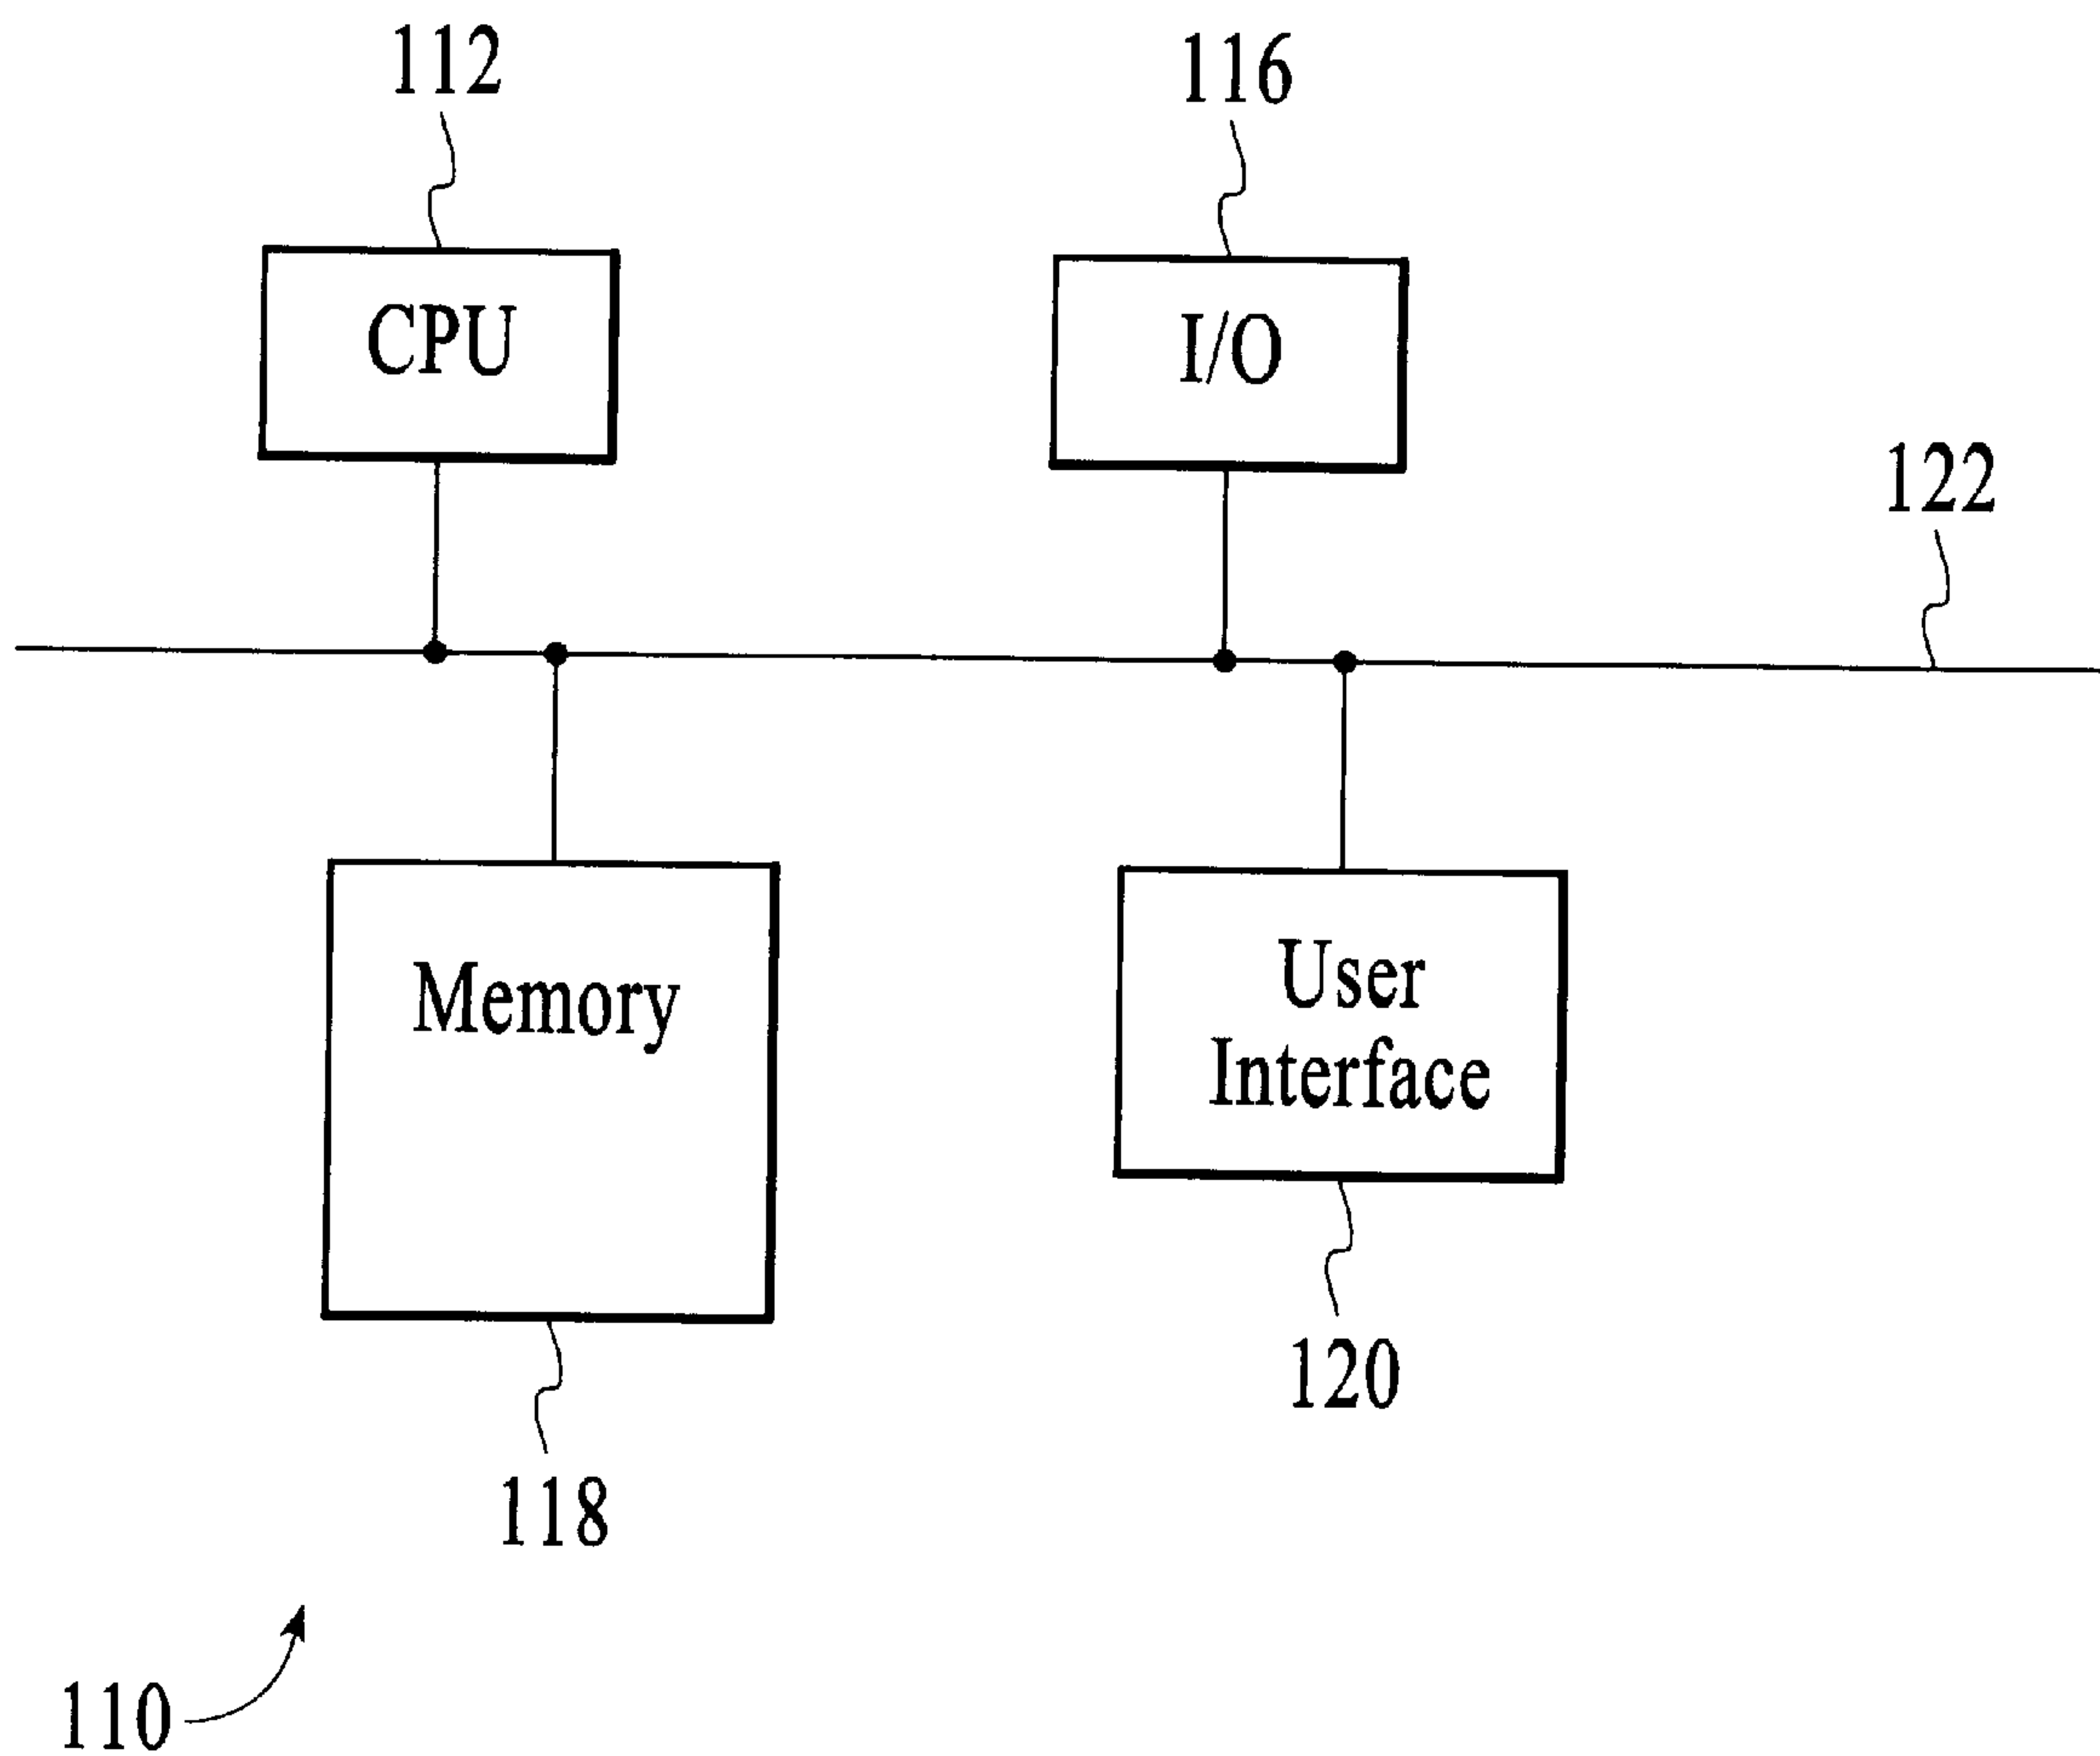 112
116
CPU
I/O
122
Memory
User
Interface
120
118
110